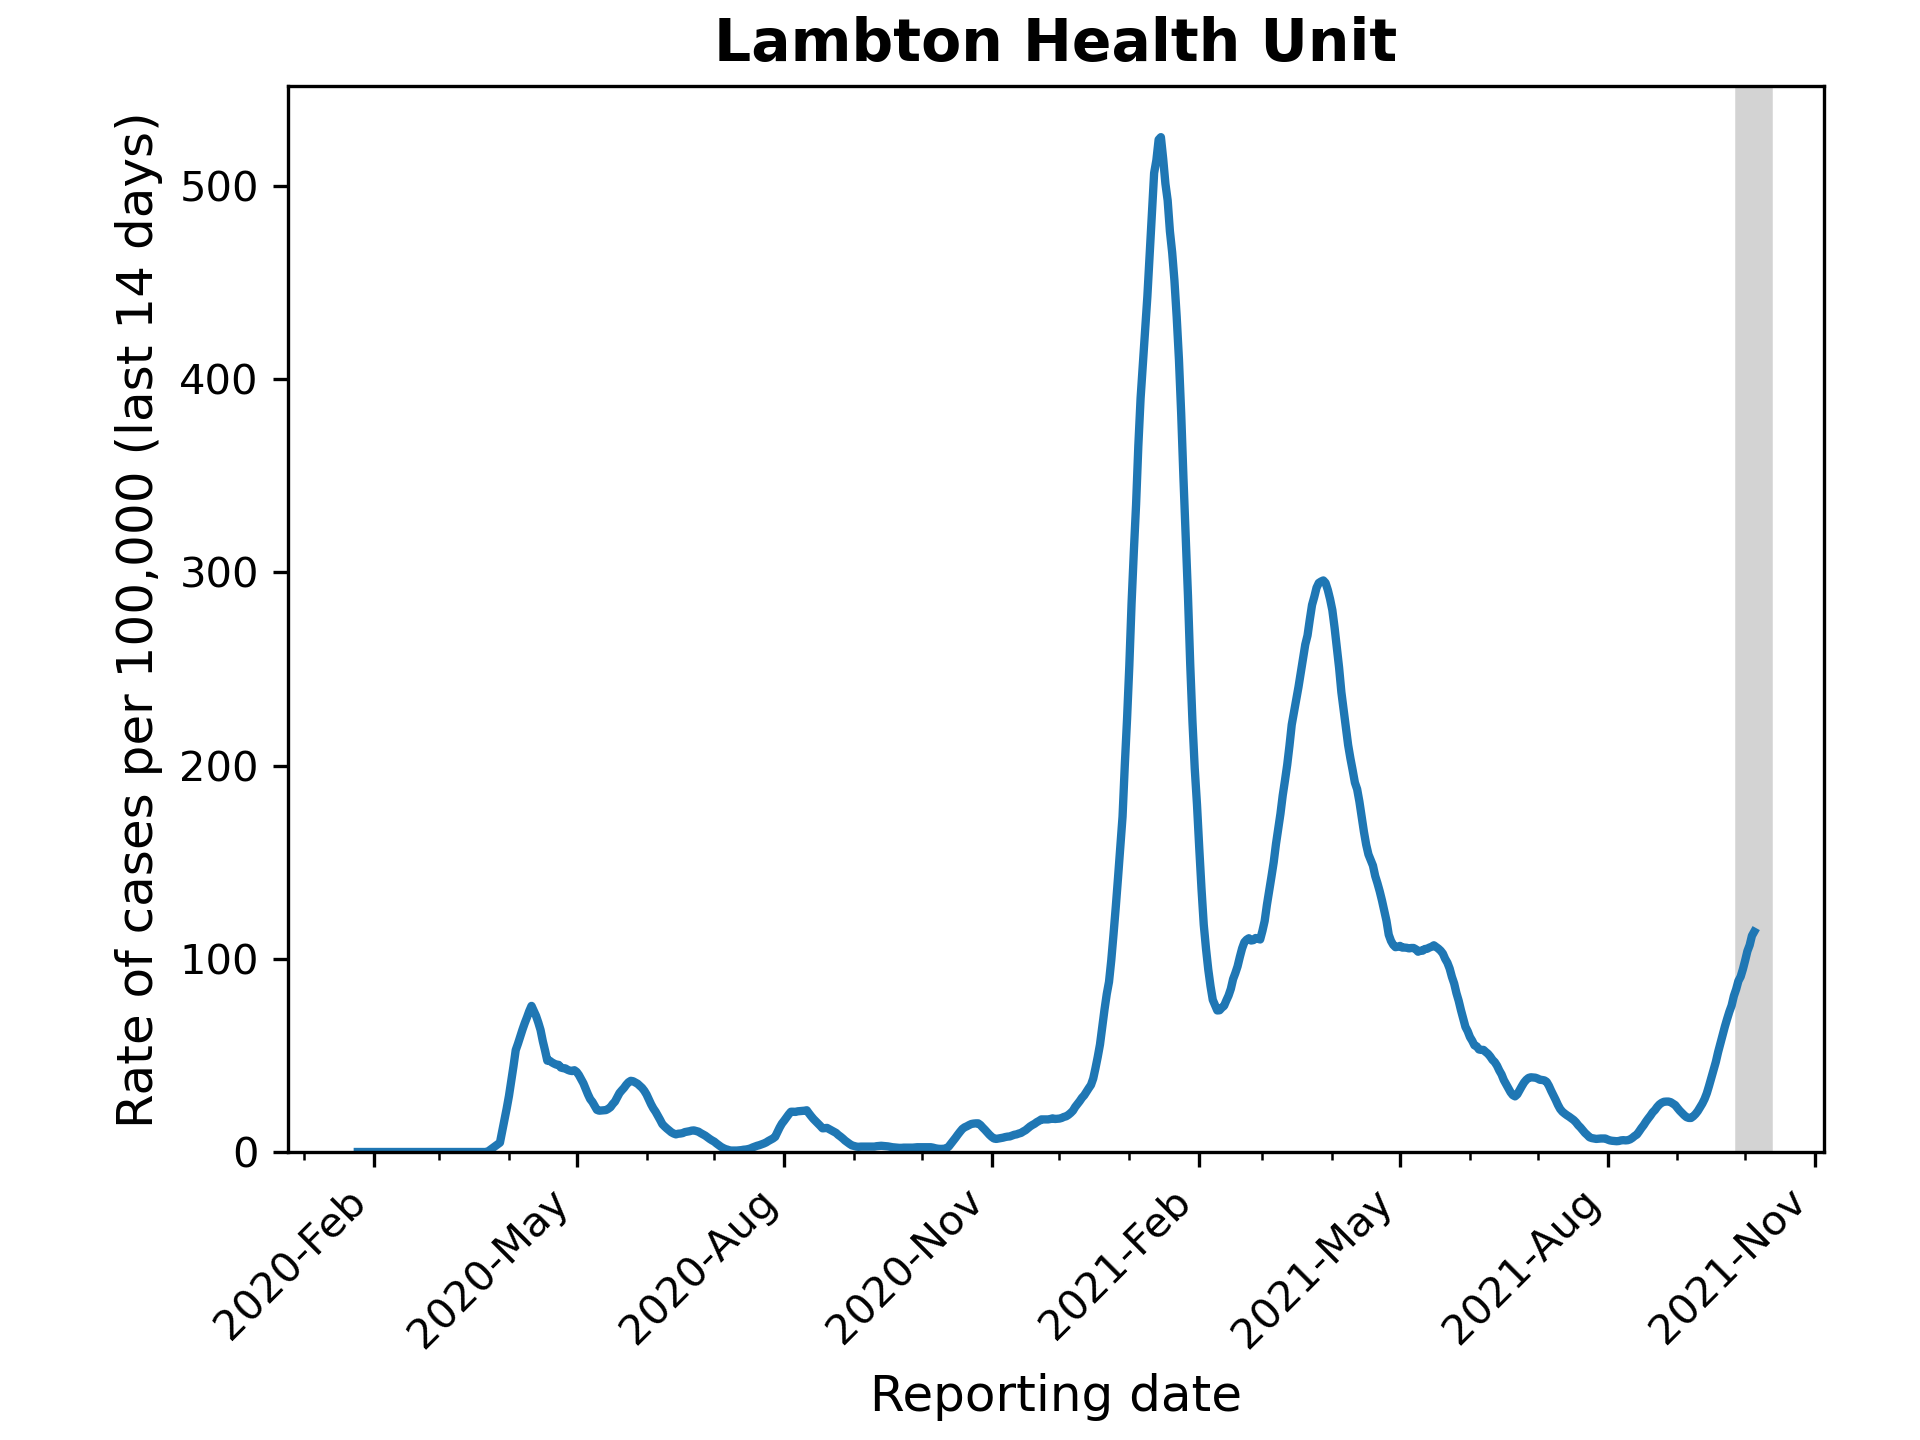 Lambton Health Unit
Rate of cases per 100,000 (last 14 days)
500
400
300
200
100
0
2020-Feb
2020-May
2020-Aug
2020-Nov
2021-Feb
2021-May
2021-Aug
2021-Nov
Reporting date